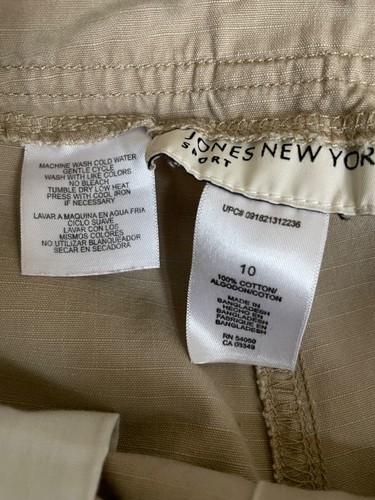 JONES NEW YORK
SPORT
MACHINE WASH COLD WATER
GENTLE CYCLE
WASH WITH LIKE COLORS
NO BLEACH
TUMBLE DRY LOW HEAT
PRESS WITH COOL IRON
IF NECESSARY
LAVAR A MAQUINA EN AGUA FRIA
CICLO SUAVE
LAVAR CON LOS
MISMOS COLORES
NO UTILIZAR BLANQUEADOR
SECAR EN SECADORA
UPC# 091821312236
10
100% COTTON/
ALGODON/COTON
MADE IN
BANGLADESH
HECHO EN
BANGLADESH
FABRIQUE EN
BANGLADESH
RN 54050
CA 03349